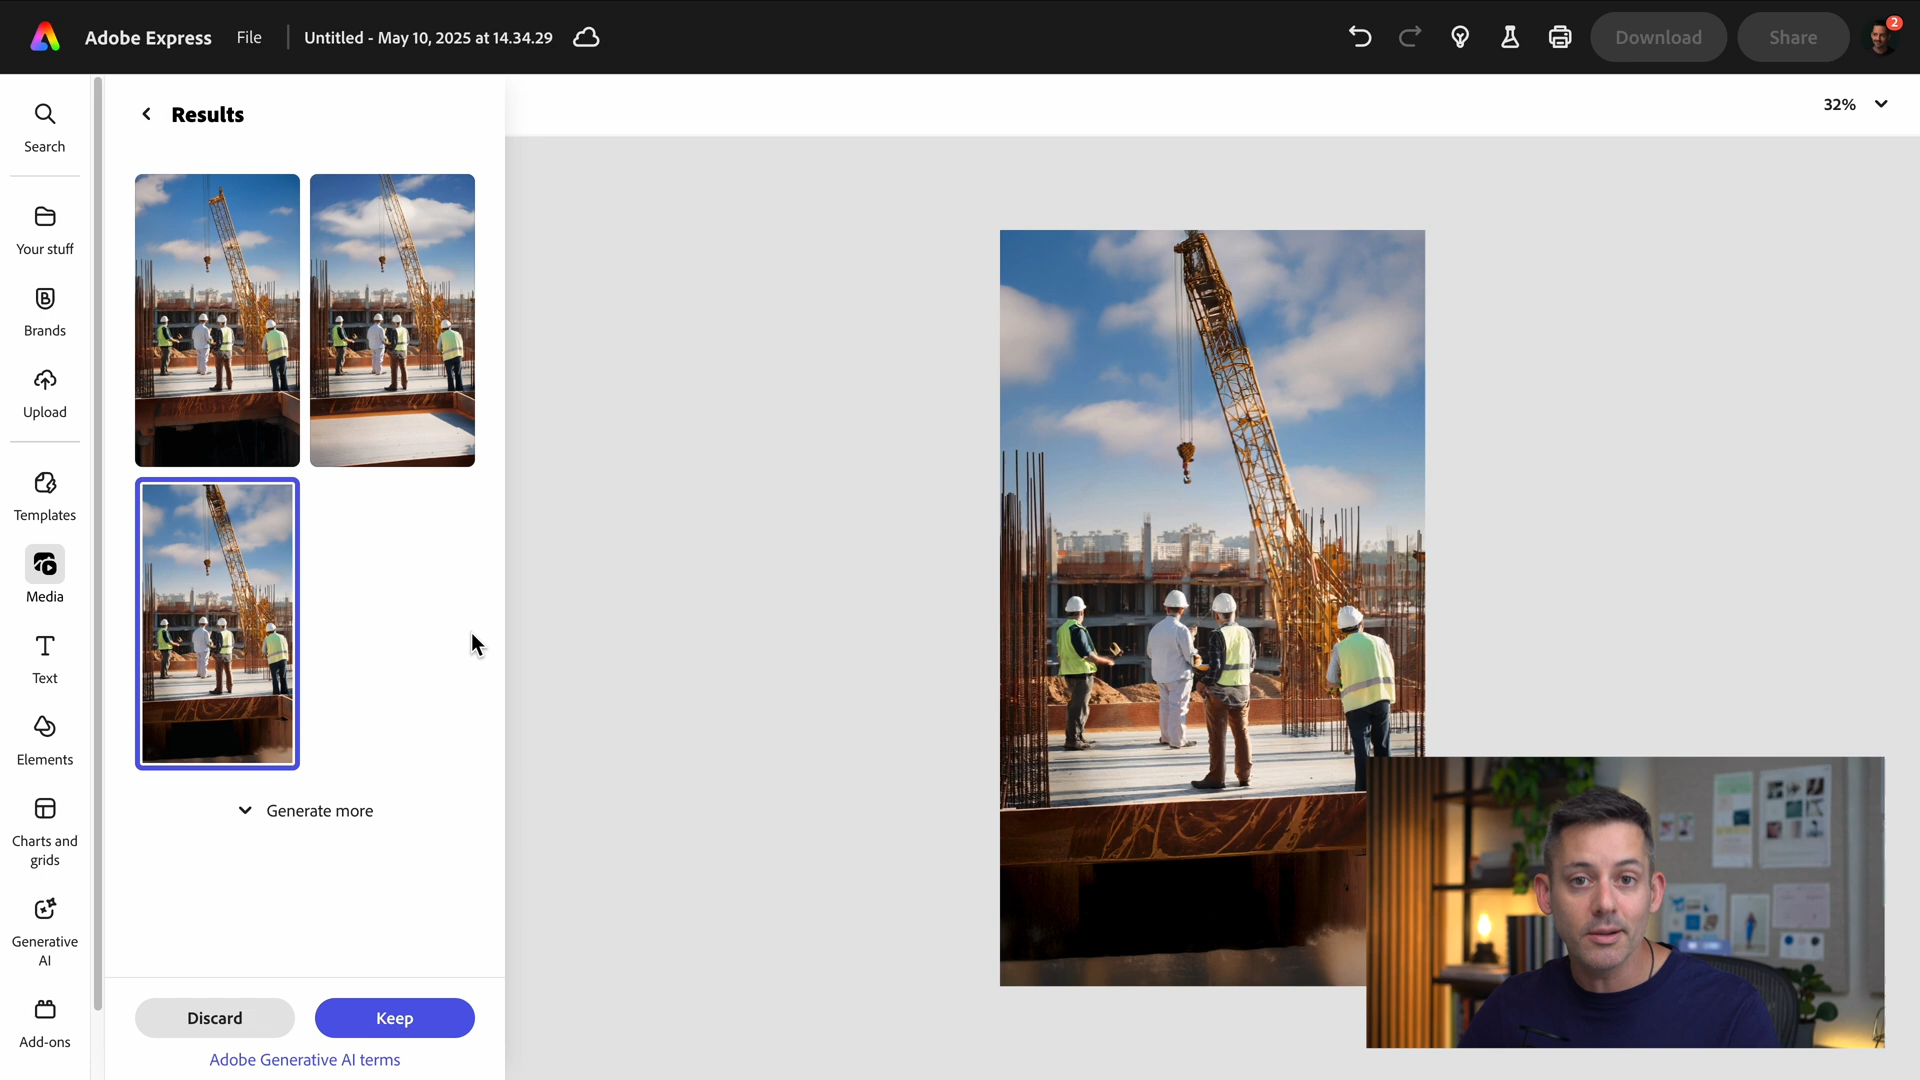 Adobe Express File Untitled - May 10, 2025 at 14.34.29 Download Share 2
Results
32%
Search
Your stuff
Brands
Upload
Templates
Media
Text
Elements
Charts and
grids
Generative
AI
Add-ons
Generate more
Discard Keep
Adobe Generative AI terms